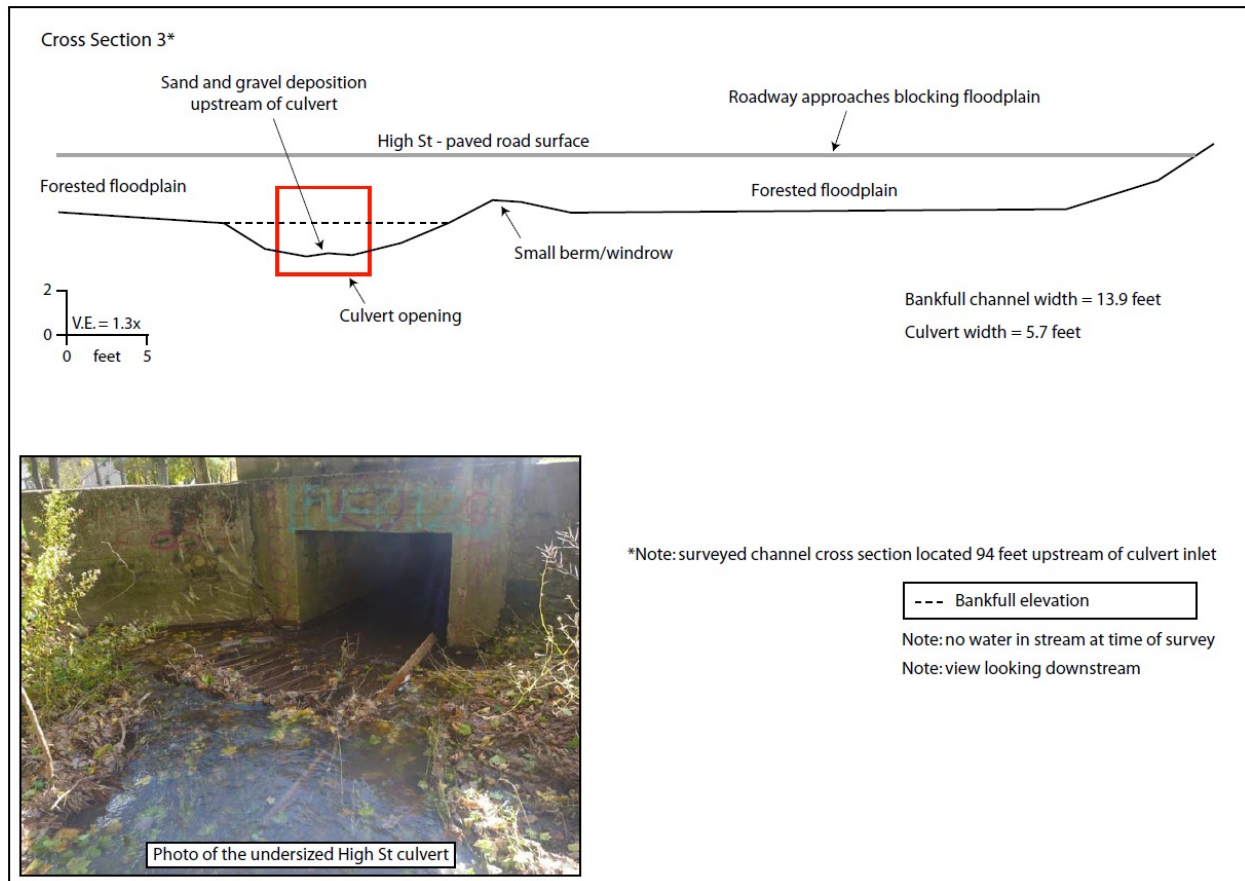 Cross Section 3*
Sand and gravel deposition
upstream of culvert
Roadway approaches blocking floodplain
High St - paved road surface
Forested floodplain
Forested floodplain
Small berm/windrow
Culvert opening
2
0
V.E. = 1.3x
0 feet 5
Bankfull channel width = 13.9 feet
Culvert width = 5.7 feet
FUCK
Photo of the undersized High St culvert
*Note: surveyed channel cross section located 94 feet upstream of culvert inlet
Bankfull elevation
Note: no water in stream at time of survey
Note: view looking downstream